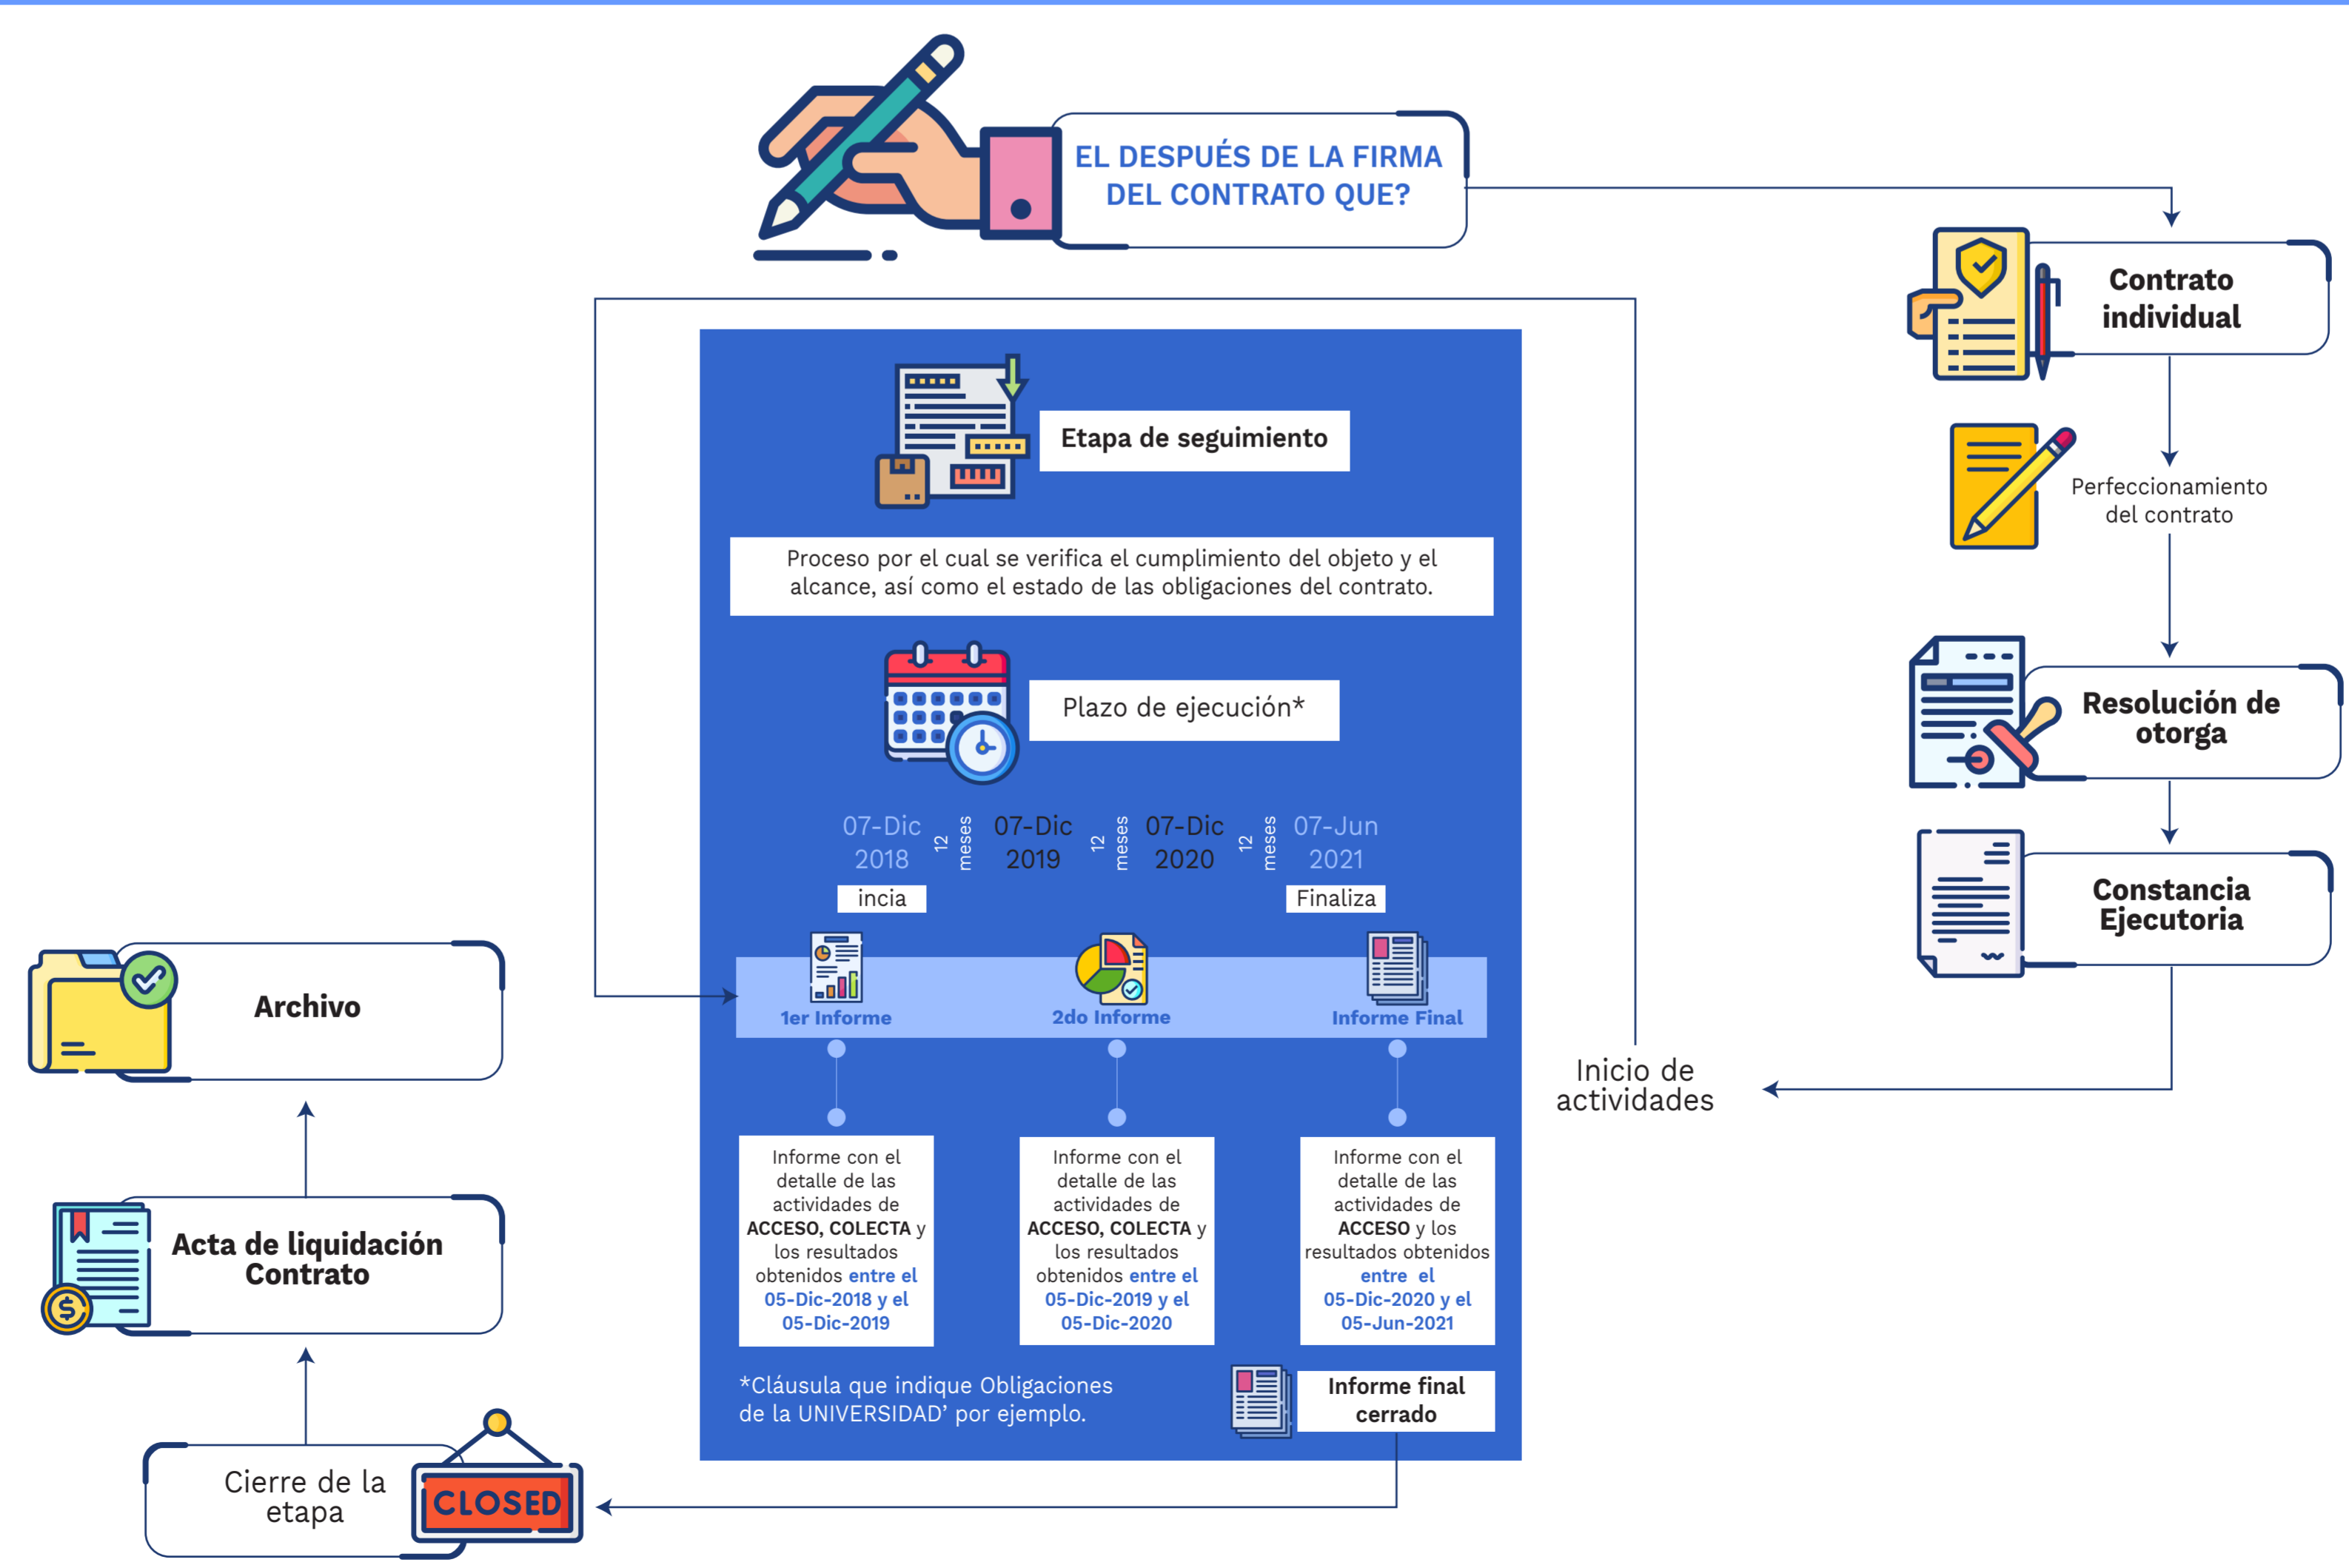 EL DESPUÉS DE LA FIRMA
DEL CONTRATO QUE?
Contrato
individual
Perfeccionamiento
del contrato
Resolución de
otorga
Constancia
Ejecutoria
Inicio de
actividades
Etapa de seguimiento
Proceso por el cual se verifica el cumplimiento del objeto y el
alcance, así como el estado de las obligaciones del contrato.
Plazo de ejecución*
07-Dic
2018
12
meses
07-Dic
2019
12
meses
07-Dic
2020
12
meses
07-Jun
2021
incia
Finaliza
1er Informe
2do Informe
Informe Final
Informe con el
detalle de las
actividades de
ACCESO, COLECTA y
los resultados
obtenidos entre el
05-Dic-2018 y el
05-Dic-2019
Informe con el
detalle de las
actividades de
ACCESO, COLECTA y
los resultados
obtenidos entre el
05-Dic-2019 y el
05-Dic-2020
Informe con el
detalle de las
actividades de
ACCESO y los
resultados obtenidos
entre el
05-Dic-2020 y el
05-Jun-2021
*Cláusula que indique Obligaciones
de la UNIVERSIDAD’ por ejemplo.
Informe final
cerrado
Cierre de la
etapa
CLOSED
Acta de liquidación
Contrato
Archivo